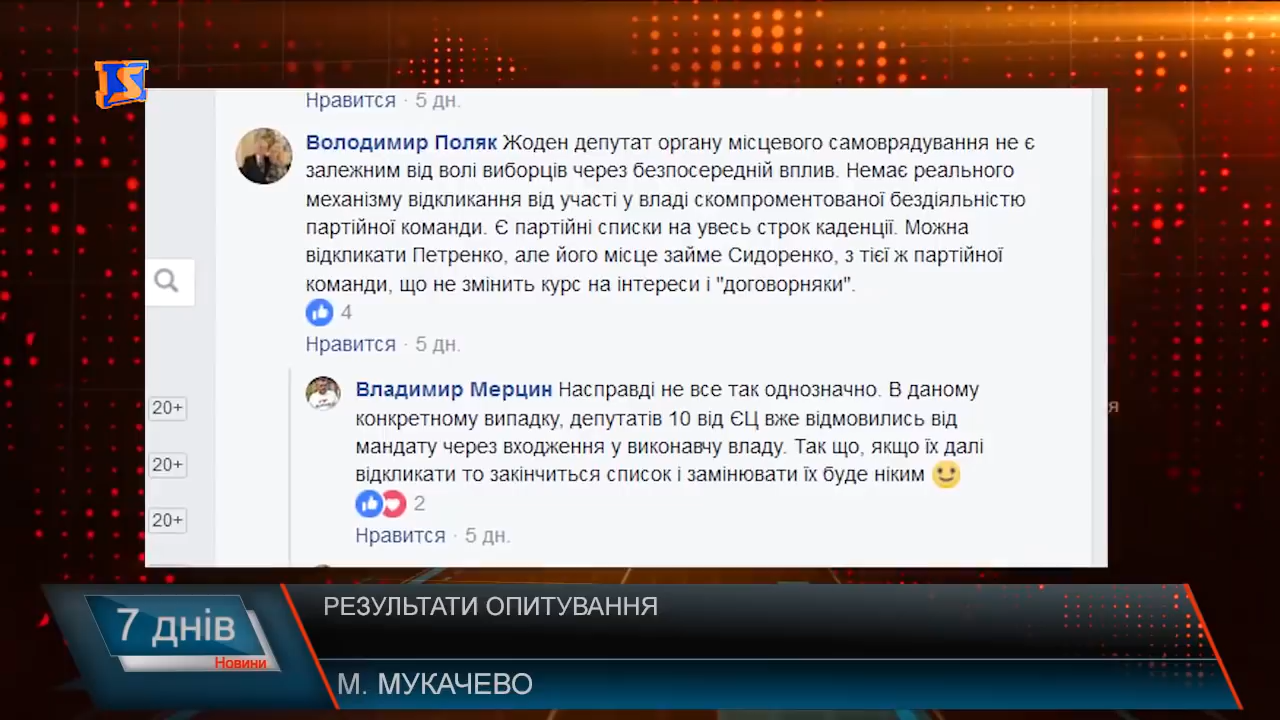 Нравится · 5 дн.
Володимир Поляк Жоден депутат органу місцевого самоврядування не є
залежним від волі виборців через безпосередній вплив. Немає реального
механізму відкликання від участі у владі скомпроментованої бездіяльністю
партійної команди. Є партійні списки на увесь строк каденції. Можна
відкликати Петренко, але його місце займе Сидоренко, з тієї ж партійної
команди, що не змінить курс на інтереси і "договорняки".
4
Нравится · 5 дн.
Владимир Мерцин Насправді не все так однозначно. В даному
конкретному випадку, депутатів 10 від ЄЦ вже відмовились від
мандату через входження у виконавчу владу. Так що, якщо їх далі
відкликати то закінчиться список і замінювати їх буде ніким
2
Нравится · 5 дн.
20+
20+
20+
я
7 днів
Новини
РЕЗУЛЬТАТИ ОПИТУВАННЯ
М. МУКАЧЕВО